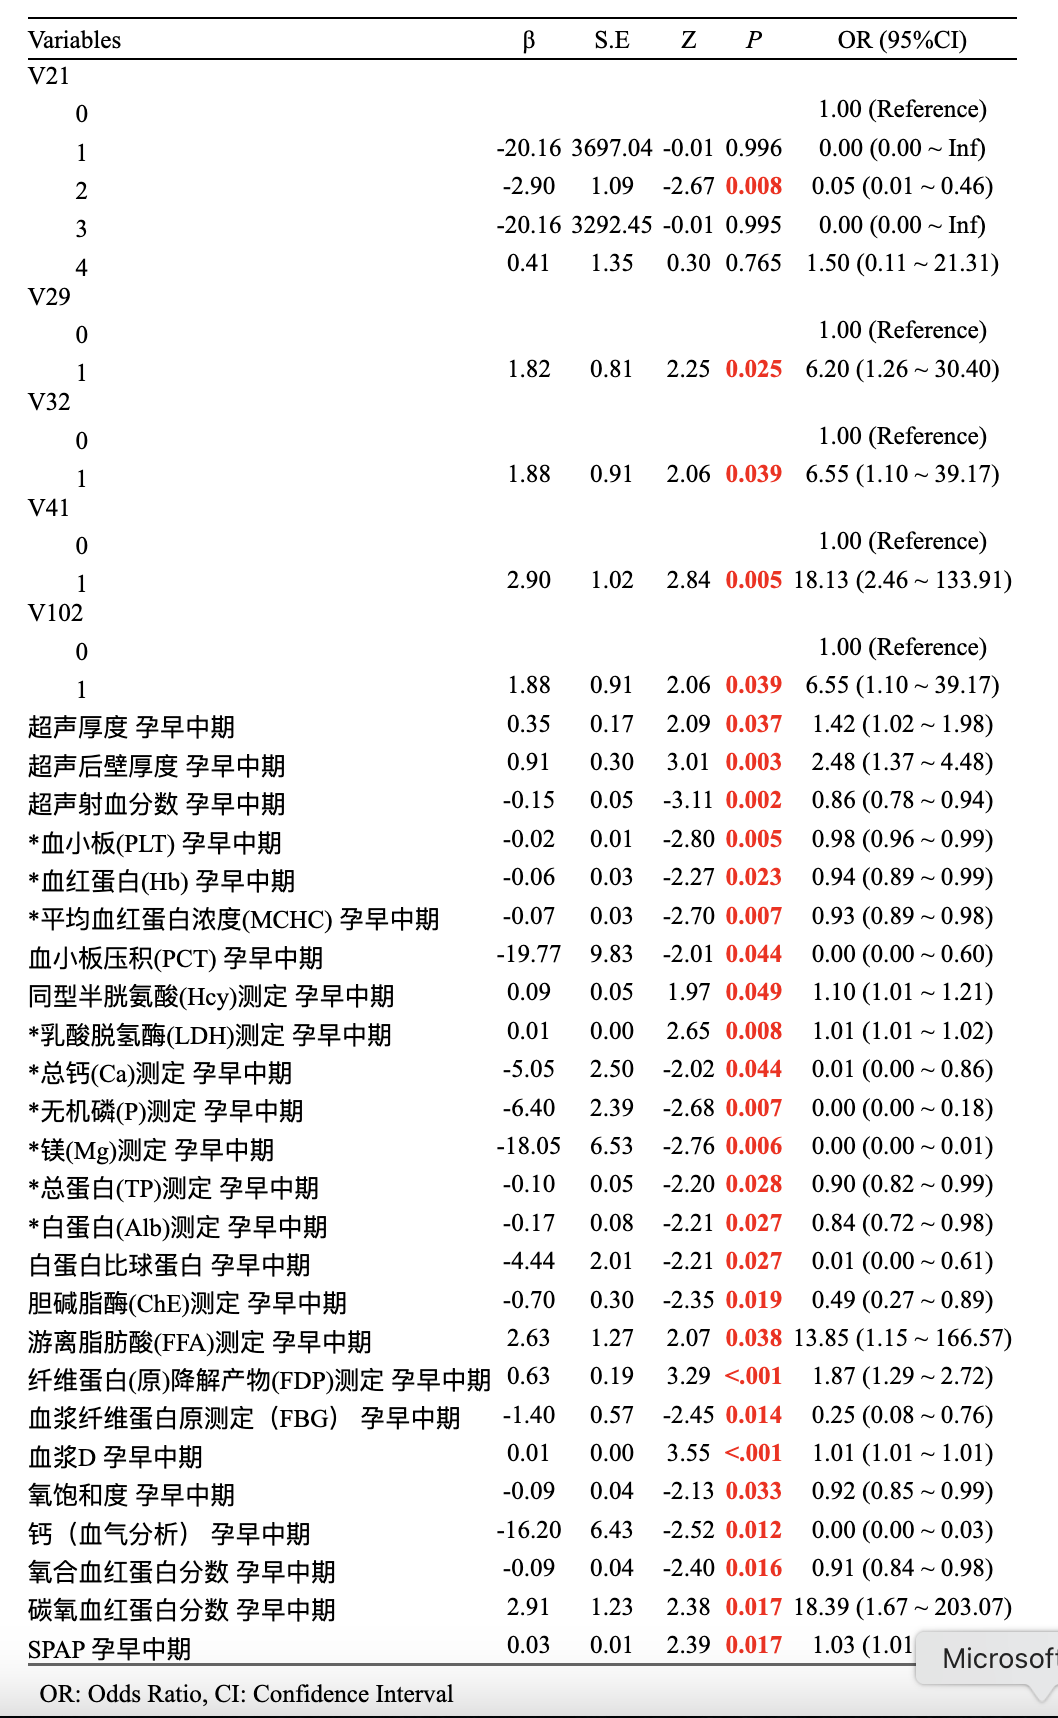 Variables β S.E Z P OR (95%CI)
V21
0 1.00 (Reference)
1 -20.16 3697.04 -0.01 0.996 0.00 (0.00 ~ Inf)
2 -2.90 1.09 -2.67 0.008 0.05 (0.01 ~ 0.46)
3 -20.16 3292.45 -0.01 0.995 0.00 (0.00 ~ Inf)
4 0.41 1.35 0.30 0.765 1.50 (0.11 ~ 21.31)
V29
0 1.00 (Reference)
1 1.82 0.81 2.25 0.025 6.20 (1.26 ~ 30.40)
V32
0 1.00 (Reference)
1 1.88 0.91 2.06 0.039 6.55 (1.10 ~ 39.17)
V41
0 1.00 (Reference)
1 2.90 1.02 2.84 0.005 18.13 (2.46 ~ 133.91)
V102
0 1.00 (Reference)
1 1.88 0.91 2.06 0.039 6.55 (1.10 ~ 39.17)
超声厚度 孕早中期 0.35 0.17 2.09 0.037 1.42 (1.02 ~ 1.98)
超声后壁厚度 孕早中期 0.91 0.30 3.01 0.003 2.48 (1.37 ~ 4.48)
超声射血分数 孕早中期 -0.15 0.05 -3.11 0.002 0.86 (0.78 ~ 0.94)
*血小板(PLT) 孕早中期 -0.02 0.01 -2.80 0.005 0.98 (0.96 ~ 0.99)
*血红蛋白(Hb) 孕早中期 -0.06 0.03 -2.27 0.023 0.94 (0.89 ~ 0.99)
*平均血红蛋白浓度(MCHC) 孕早中期 -0.07 0.03 -2.70 0.007 0.93 (0.89 ~ 0.98)
血小板压积(PCT) 孕早中期 -19.77 9.83 -2.01 0.044 0.00 (0.00 ~ 0.60)
同型半胱氨酸(Hcy)测定 孕早中期 0.09 0.05 1.97 0.049 1.10 (1.01 ~ 1.21)
*乳酸脱氢酶(LDH)测定 孕早中期 0.01 0.00 2.65 0.008 1.01 (1.01 ~ 1.02)
*总钙(Ca)测定 孕早中期 -5.05 2.50 -2.02 0.044 0.01 (0.00 ~ 0.86)
*无机磷(P)测定 孕早中期 -6.40 2.39 -2.68 0.007 0.00 (0.00 ~ 0.18)
*镁(Mg)测定 孕早中期 -18.05 6.53 -2.76 0.006 0.00 (0.00 ~ 0.01)
*总蛋白(TP)测定 孕早中期 -0.10 0.05 -2.20 0.028 0.90 (0.82 ~ 0.99)
*白蛋白(Alb)测定 孕早中期 -0.17 0.08 -2.21 0.027 0.84 (0.72 ~ 0.98)
白蛋白比球蛋白 孕早中期 -4.44 2.01 -2.21 0.027 0.01 (0.00 ~ 0.61)
胆碱脂酶(ChE)测定 孕早中期 -0.70 0.30 -2.35 0.019 0.49 (0.27 ~ 0.89)
游离脂肪酸(FFA)测定 孕早中期 2.63 1.27 2.07 0.038 13.85 (1.15 ~ 166.57)
纤维蛋白(原)降解产物(FDP)测定 孕早中期 0.63 0.19 3.29 <.001 1.87 (1.29 ~ 2.72)
血浆纤维蛋白原测定（FBG） 孕早中期 -1.40 0.57 -2.45 0.014 0.25 (0.08 ~ 0.76)
血浆D 孕早中期 0.01 0.00 3.55 <.001 1.01 (1.01 ~ 1.01)
氧饱和度 孕早中期 -0.09 0.04 -2.13 0.033 0.92 (0.85 ~ 0.99)
钙（血气分析） 孕早中期 -16.20 6.43 -2.52 0.012 0.00 (0.00 ~ 0.03)
氧合血红蛋白分数 孕早中期 -0.09 0.04 -2.40 0.016 0.91 (0.84 ~ 0.98)
碳氧血红蛋白分数 孕早中期 2.91 1.23 2.38 0.017 18.39 (1.67 ~ 203.07)
SPAP 孕早中期 0.03 0.01 2.39 0.017 1.03 (1.01
Microsoft
OR: Odds Ratio, CI: Confidence Interval